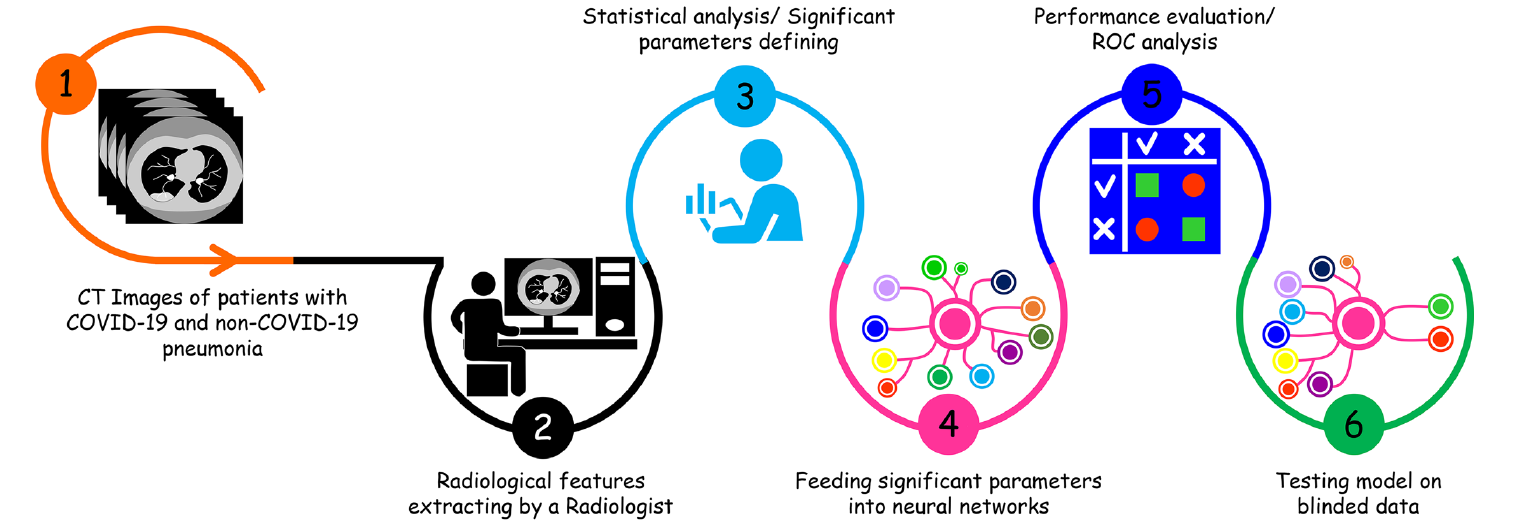 1
CT Images of patients with
COVID-19 and non-COVID-19
pneumonia
2
Radiological features
extracting by a Radiologist
Statistical analysis/ Significant
parameters defining
3
4
Feeding significant parameters
into neural networks
Performance evaluation/
ROC analysis
5
6
Testing model on
blinded data